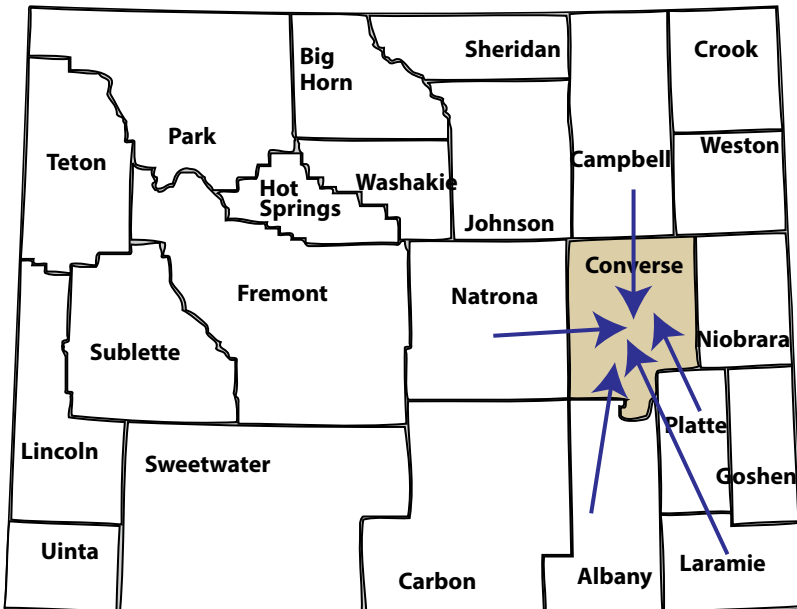 Sheridan
Crook
Big
Horn
Park
Weston
Teton
Campbell
Hot
Springs
Washakie
Johnson
Converse
Fremont
Natrona
Sublette
Niobrara
Platte
Lincoln
Sweetwater
Goshen
Uinta
Carbon
Albany
Laramie